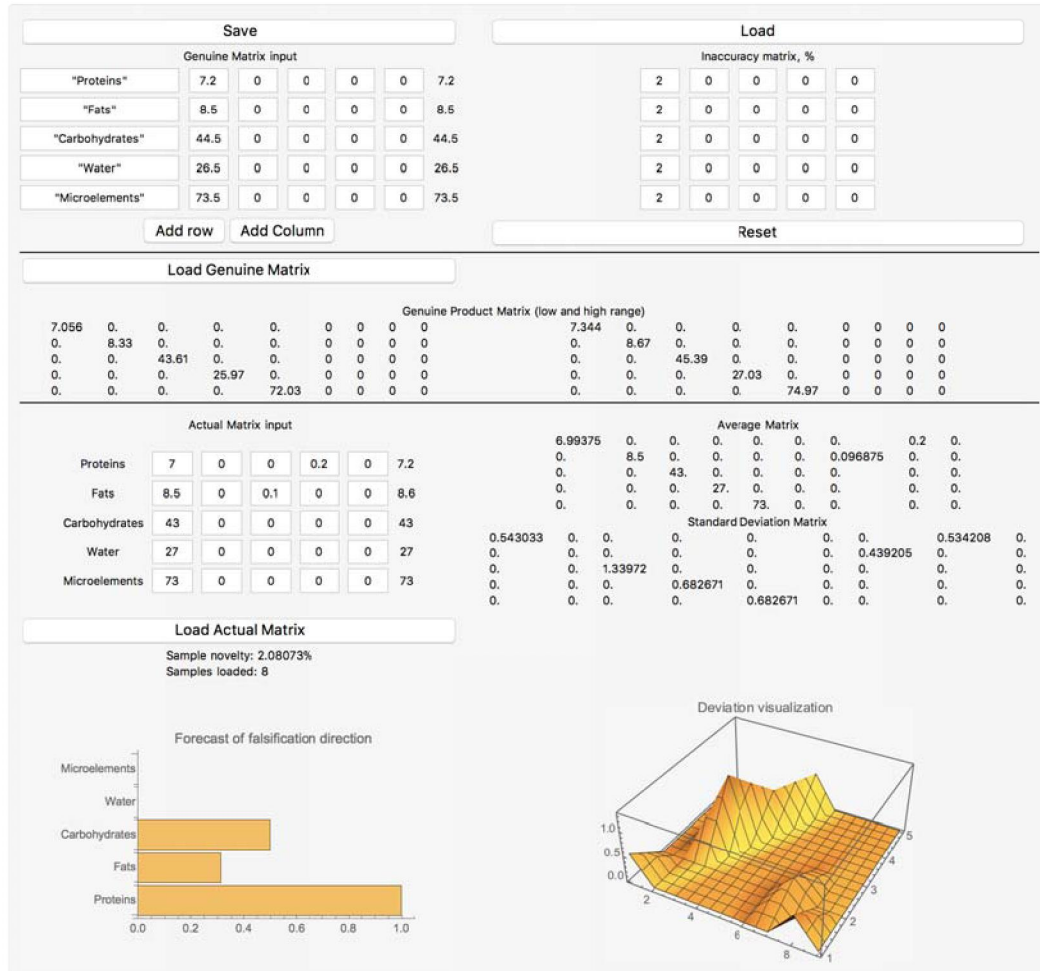 Save Load
Genuine Matrix input Inaccuracy matrix, %
"Proteins" 7.2 0 0 0 0 7.2 2 0 0 0 0
"Fats" 8.5 0 0 0 0 8.5 2 0 0 0 0
"Carbohydrates" 44.5 0 0 0 0 44.5 2 0 0 0 0
"Water" 26.5 0 0 0 0 26.5 2 0 0 0 0
"Microelements" 73.5 0 0 0 0 73.5 2 0 0 0 0
Add row Add Column Reset
Load Genuine Matrix
Genuine Product Matrix (low and high range)
7.056 0. 0. 0. 0. 0 0 0 0 7.344 0. 0. 0. 0. 0 0 0 0
0. 8.33 0. 0. 0. 0 0 0 0 0. 8.67 0. 0. 0. 0 0 0 0
0. 0. 43.61 0. 0. 0 0 0 0 0. 0. 45.39 0. 0. 0 0 0 0
0. 0. 0. 25.97 0. 0 0 0 0 0. 0. 0. 27.03 0. 0 0 0 0
0. 0. 0. 0. 72.03 0 0 0 0 0. 0. 0. 0. 74.97 0 0 0 0
Actual Matrix input
Proteins 7 0 0 0.2 0 7.2
Fats 8.5 0 0.1 0 0 8.6
Carbohydrates 43 0 0 0 0 43
Water 27 0 0 0 0 27
Microelements 73 0 0 0 0 73
Average Matrix
6.99375 0. 0. 0. 0. 0. 0. 0.2 0.
0. 8.5 0. 0. 0. 0. 0.096875 0. 0.
0. 0. 43. 0. 0. 0. 0. 0. 0.
0. 0. 0. 27. 0. 0. 0. 0. 0.
0. 0. 0. 0. 73. 0. 0. 0. 0.
Standard Deviation Matrix
0.543033 0. 0. 0. 0. 0. 0. 0.534208 0.
0. 0. 0. 0. 0. 0. 0.439205 0. 0.
0. 0. 1.33972 0. 0. 0. 0. 0. 0.
0. 0. 0. 0.682671 0. 0. 0. 0. 0.
0. 0. 0. 0. 0.682671 0. 0. 0. 0.
Load Actual Matrix
Sample novelty: 2.08073%
Samples loaded: 8
Forecast of falsification direction
Microelements
Water
Carbohydrates
Fats
Proteins
0.0 0.2 0.4 0.6 0.8 1.0
Deviation visualization
1.0
0.5
0.0
2 4 6 8
1 2 3 4 5